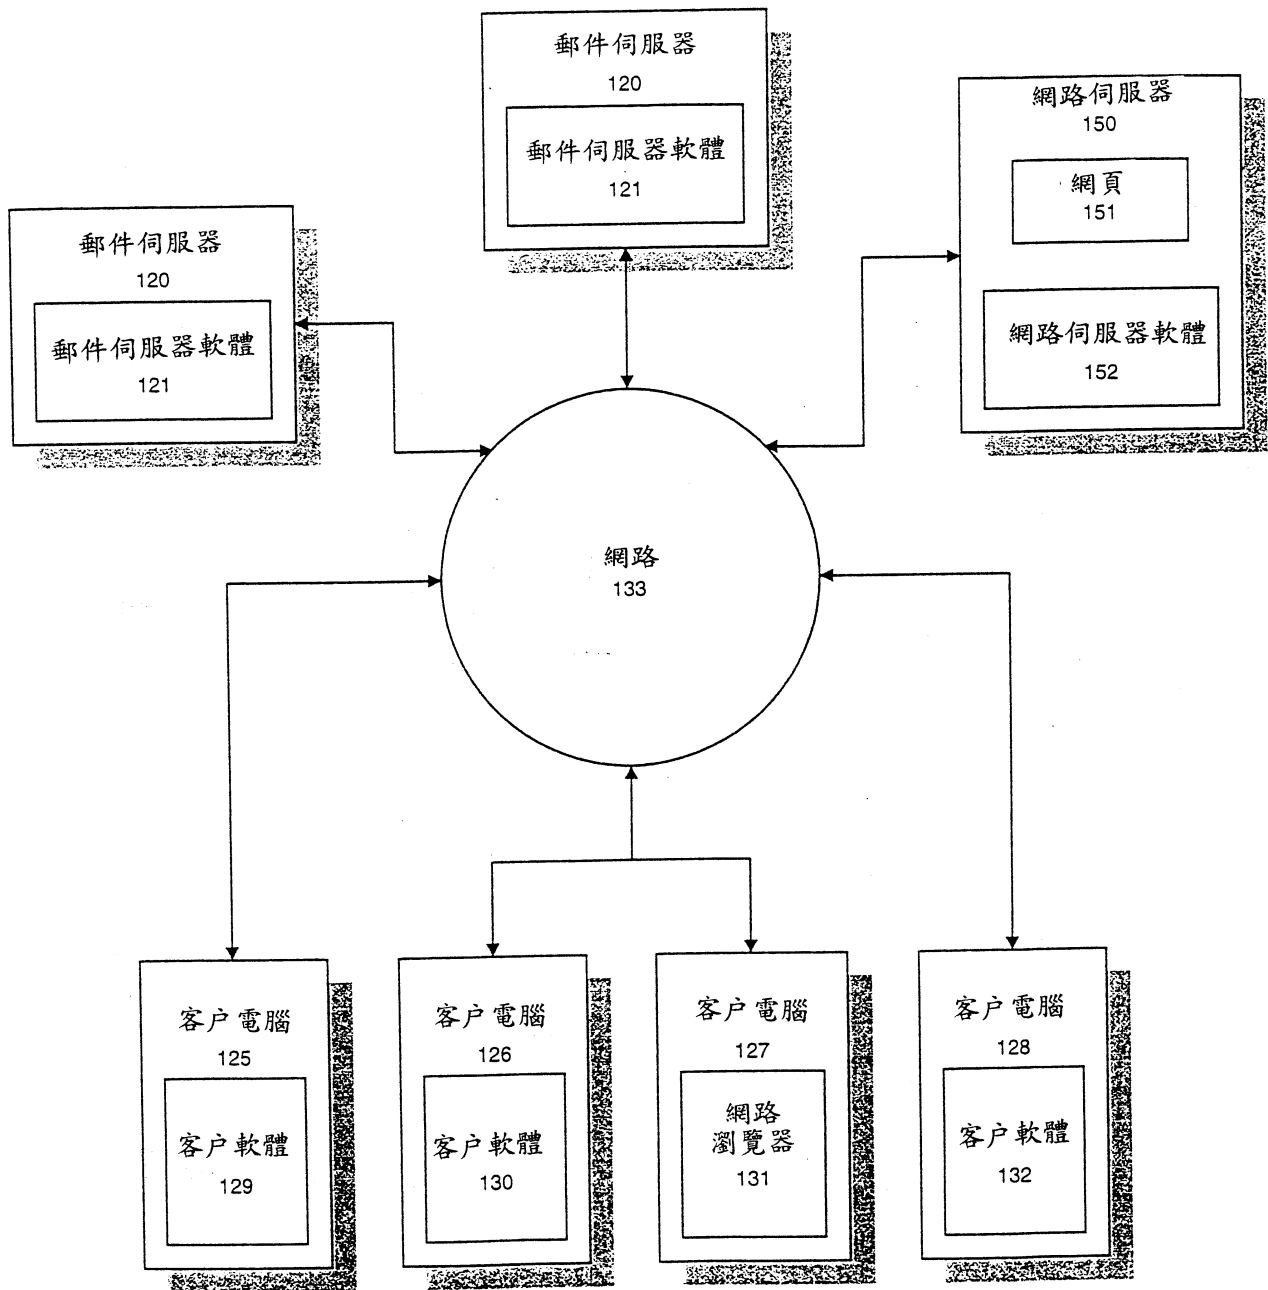 郵件伺服器
120
郵件伺服器軟體
121
網路伺服器
150
網頁
151
網路伺服器軟體
152
郵件伺服器
120
郵件伺服器軟體
121
網路
133
客户電腦
125
客户軟體
129
客户電腦
126
客户軟體
130
客户電腦
127
網路
瀏覽器
131
客户電腦
128
客户軟體
132